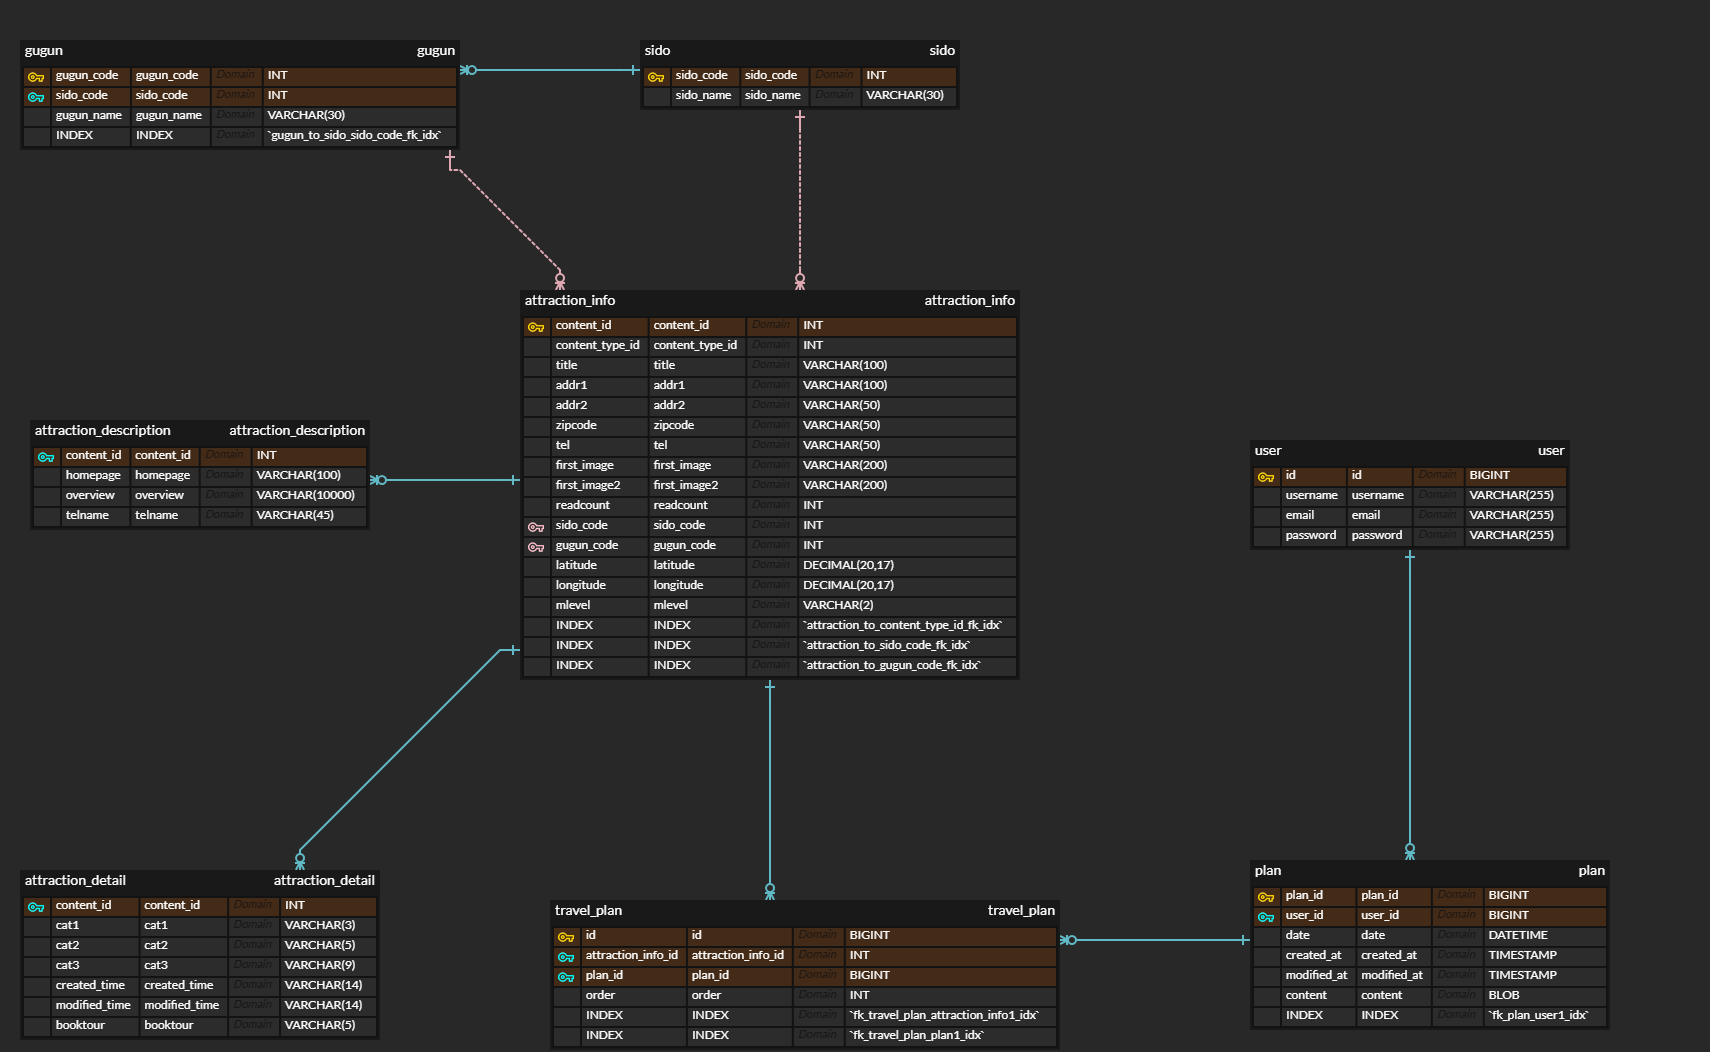 gugun gugun
gugun_code gugun_code Domain INT
sido_code sido_code Domain INT
gugun_name gugun_name Domain VARCHAR(30)
INDEX INDEX Domain `gugun_to_sido_sido_code_fk_idx`
sido sido
sido_code sido_code Domain INT
sido_name sido_name Domain VARCHAR(30)
attraction_info attraction_info
content_id content_id Domain INT
content_type_id content_type_id Domain INT
title title Domain VARCHAR(100)
addr1 addr1 Domain VARCHAR(100)
addr2 addr2 Domain VARCHAR(50)
zipcode zipcode Domain VARCHAR(50)
tel tel Domain VARCHAR(50)
first_image first_image Domain VARCHAR(200)
first_image2 first_image2 Domain VARCHAR(200)
readcount readcount Domain INT
sido_code sido_code Domain INT
gugun_code gugun_code Domain INT
latitude latitude Domain DECIMAL(20,17)
longitude longitude Domain DECIMAL(20,17)
mlevel mlevel Domain VARCHAR(2)
INDEX INDEX Domain `attraction_to_content_type_id_fk_idx`
INDEX INDEX Domain `attraction_to_sido_code_fk_idx`
INDEX INDEX Domain `attraction_to_gugun_code_fk_idx`
attraction_description attraction_description
content_id content_id Domain INT
homepage homepage Domain VARCHAR(100)
overview overview Domain VARCHAR(10000)
telname telname Domain VARCHAR(45)
user user
id id Domain BIGINT
username username Domain VARCHAR(255)
email email Domain VARCHAR(255)
password password Domain VARCHAR(255)
attraction_detail attraction_detail
content_id content_id Domain INT
cat1 cat1 Domain VARCHAR(3)
cat2 cat2 Domain VARCHAR(5)
cat3 cat3 Domain VARCHAR(9)
created_time created_time Domain VARCHAR(14)
modified_time modified_time Domain VARCHAR(14)
booktour booktour Domain VARCHAR(5)
travel_plan travel_plan
id id Domain BIGINT
attraction_info_id attraction_info_id Domain INT
plan_id plan_id Domain BIGINT
order order Domain INT
INDEX INDEX Domain `fk_travel_plan_attraction_info1_idx`
INDEX INDEX Domain `fk_travel_plan_plan1_idx`
plan plan
plan_id plan_id Domain BIGINT
user_id user_id Domain BIGINT
date date Domain DATETIME
created_at created_at Domain TIMESTAMP
modified_at modified_at Domain TIMESTAMP
content content Domain BLOB
INDEX INDEX Domain `fk_plan_user1_idx`